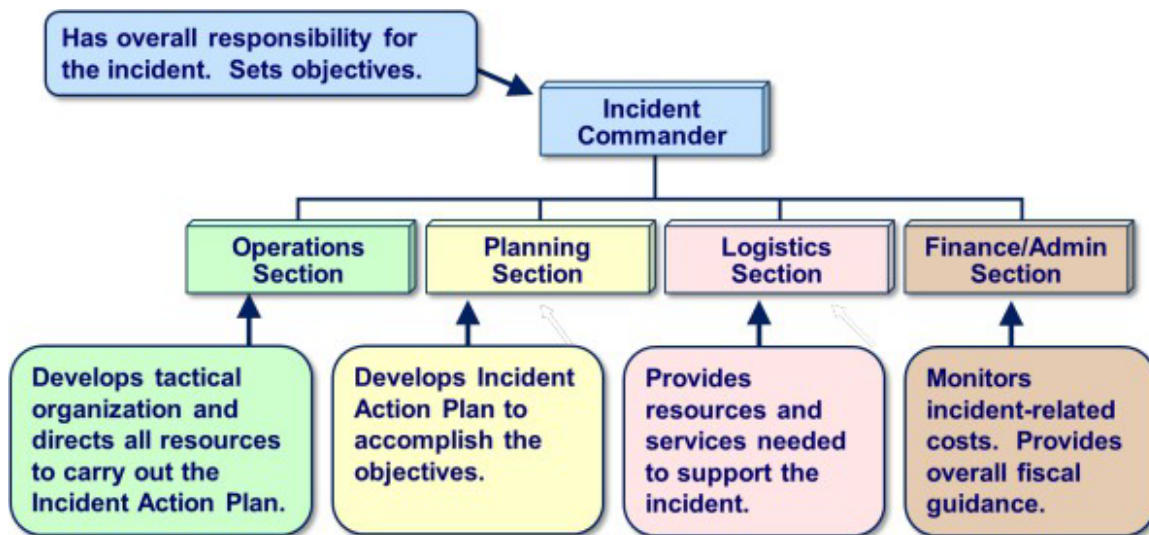 Has overall responsibility for
the incident.  Sets objectives.
Incident
Commander
Operations
Section
Planning
Section
Logistics
Section
Finance/Admin
Section
Develops tactical
organization and
directs all resources
to carry out the
Incident Action Plan.
Develops Incident
Action Plan to
accomplish the
objectives.
Provides
resources and
services needed
to support the
incident.
Monitors
incident-related
costs.  Provides
overall fiscal
guidance.